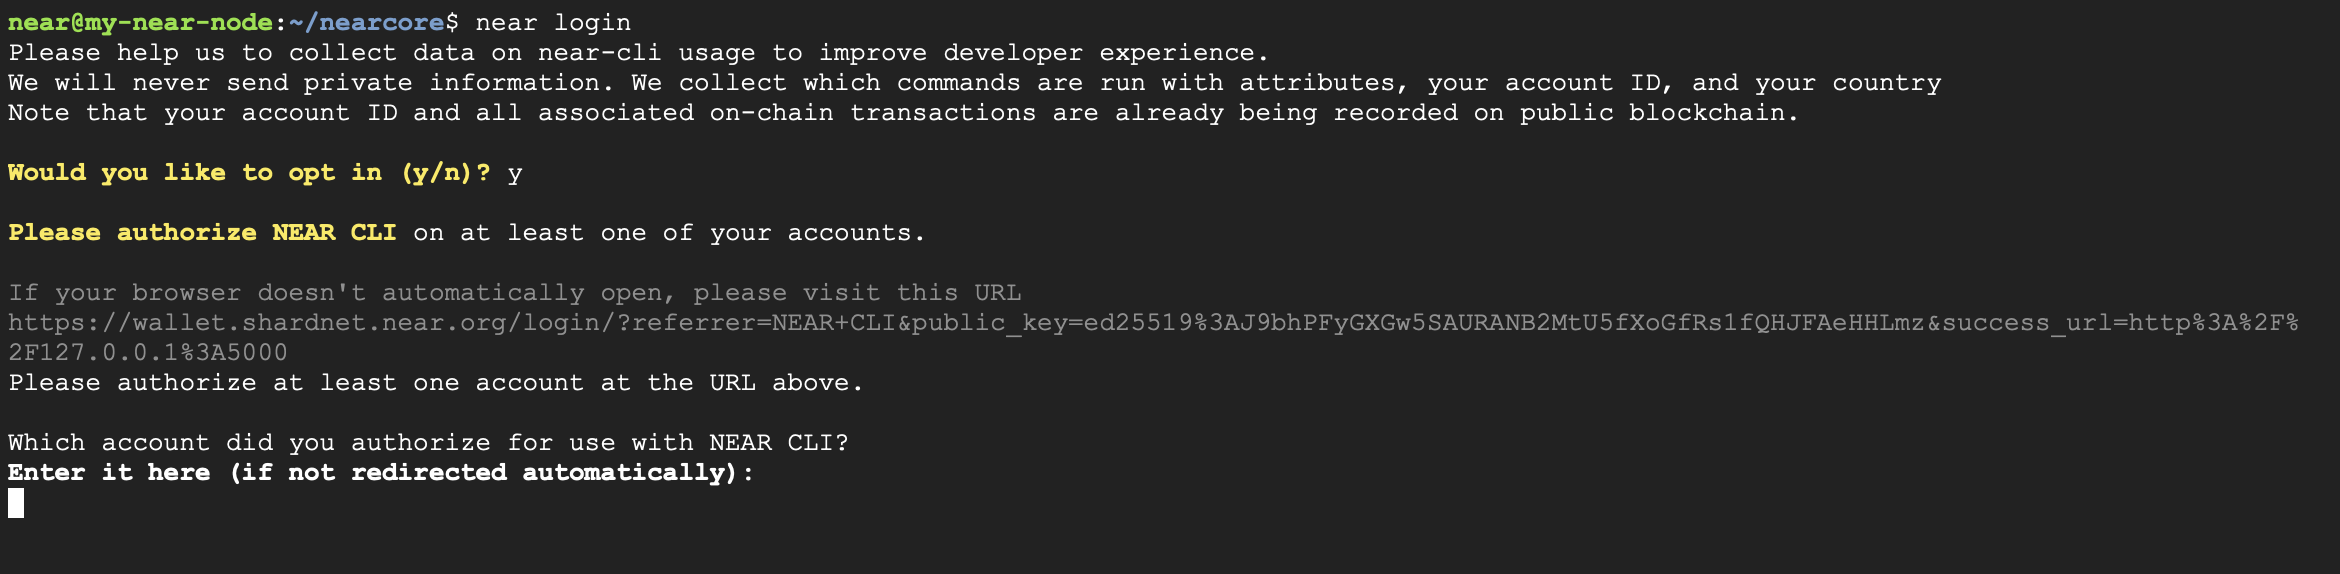 near@my-near-node:~/nearcore$ near login
Please help us to collect data on near-cli usage to improve developer experience.
We will never send private information. We collect which commands are run with attributes, your account ID, and your country
Note that your account ID and all associated on-chain transactions are already being recorded on public blockchain.
Would you like to opt in (y/n)? y
Please authorize NEAR CLI on at least one of your accounts.
If your browser doesn't automatically open, please visit this URL
https://wallet.shardnet.near.org/login/?referrer=NEAR+CLI&public_key=ed25519%3AJ9bhPFyGXGw5SAURANB2MtU5fXoGfRs1fQHJFAeHHLmz&success_url=http%3A%2F%
2F127.0.0.1%3A5000
Please authorize at least one account at the URL above.
Which account did you authorize for use with NEAR CLI?
Enter it here (if not redirected automatically):